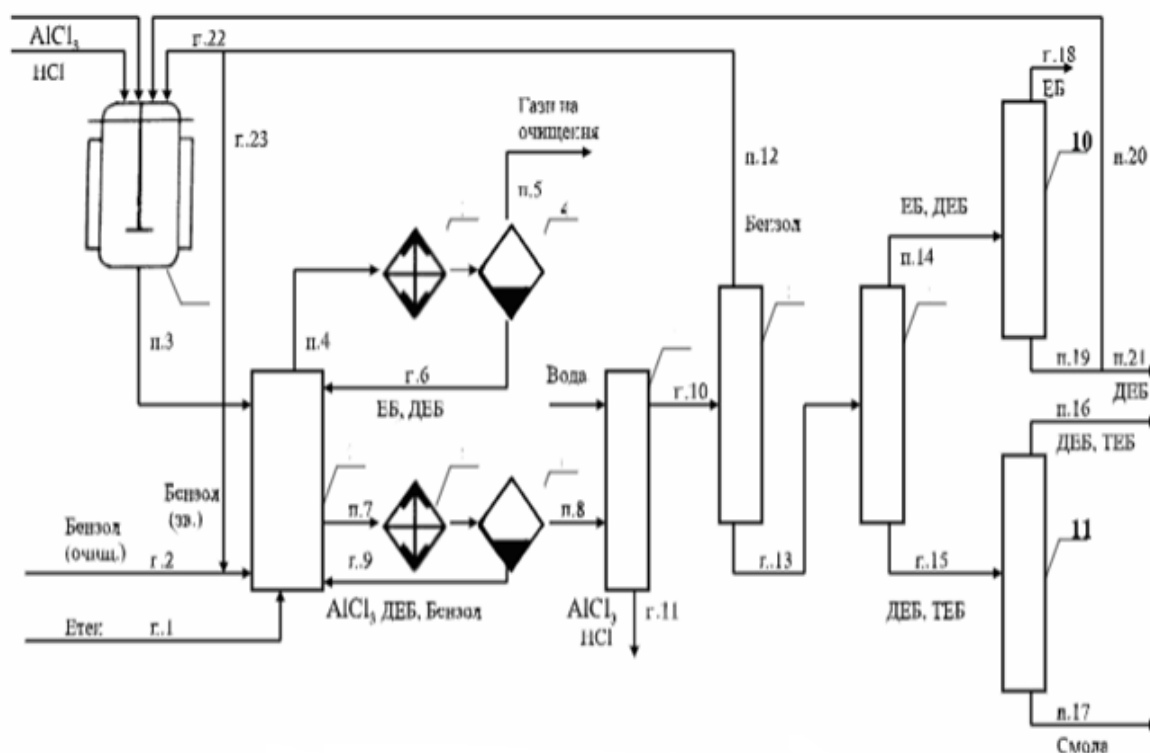 AlCl₃
HCl
г.22
г..23
Гази на
очищення
п.5
п.12
Бензол
г.18
ЕБ
10
п.20
ЕБ, ДЕБ
п.14
п.3
п.4
г.6
ЕБ, ДЕБ
Вода
г.10
п.19
п.21
ДЕБ
п.16
ДЕБ, ТЕБ
Бензол
(зв.)
Бензол
(очищ.)
г.2
п.7
п.8
г..9
AlCl₃ ДЕБ, Бензол
AlCl₃
HCl
г.11
г..13
г..15
ДЕБ, ТЕБ
11
г..1
п.17
Смола